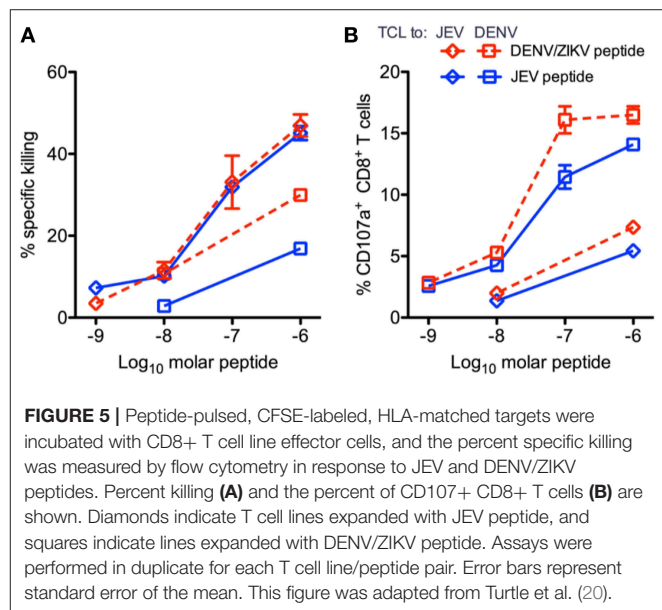 A
B
TCL to: JEV DENV
DENV/ZIKV peptide
JEV peptide
60
40
20
0
% specific killing
-9 -8 -7 -6
Log10 molar peptide
20
15
10
5
0
% CD107a+ CD8+ T cells
-9 -8 -7 -6
Log10 molar peptide
FIGURE 5 | Peptide-pulsed, CFSE-labeled, HLA-matched targets were
incubated with CD8+ T cell line effector cells, and the percent specific killing
was measured by flow cytometry in response to JEV and DENV/ZIKV
peptides. Percent killing (A) and the percent of CD107+ CD8+ T cells (B) are
shown. Diamonds indicate T cell lines expanded with JEV peptide, and
squares indicate lines expanded with DENV/ZIKV peptide. Assays were
performed in duplicate for each T cell line/peptide pair. Error bars represent
standard error of the mean. This figure was adapted from Turtle et al. (20).